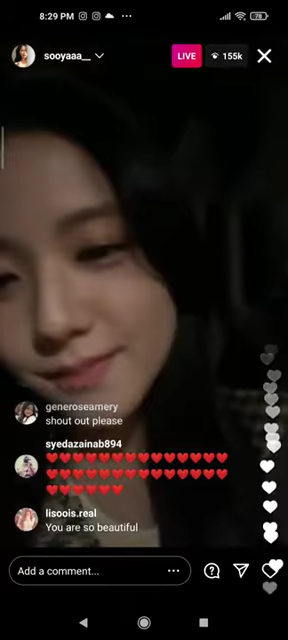 8:29 PM
78
sooyaaa__
LIVE
155k
generoseamery
shout out please
syedazainab894
❤❤❤❤❤❤❤❤❤❤❤❤❤❤
❤❤❤❤❤❤❤❤❤❤❤❤❤❤
❤❤❤❤❤❤
lisoois.real
You are so beautiful
Add a comment...